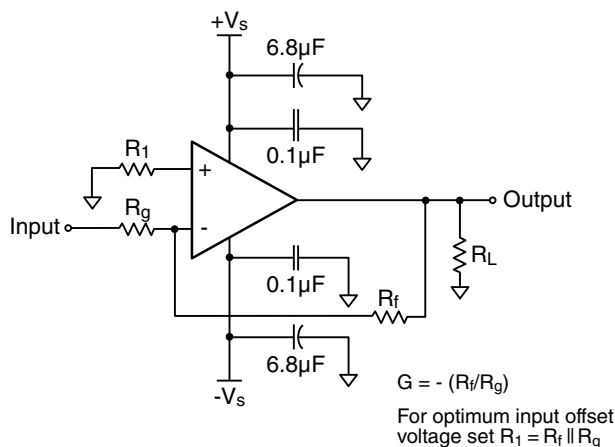 +Vs
6.8µF
R1
+
0.1µF
Input
Rg
-
Output
RL
0.1µF
Rf
6.8µF
-Vs
G = - (Rf/Rg)
For optimum input offset
voltage set R1 = Rf || Rg